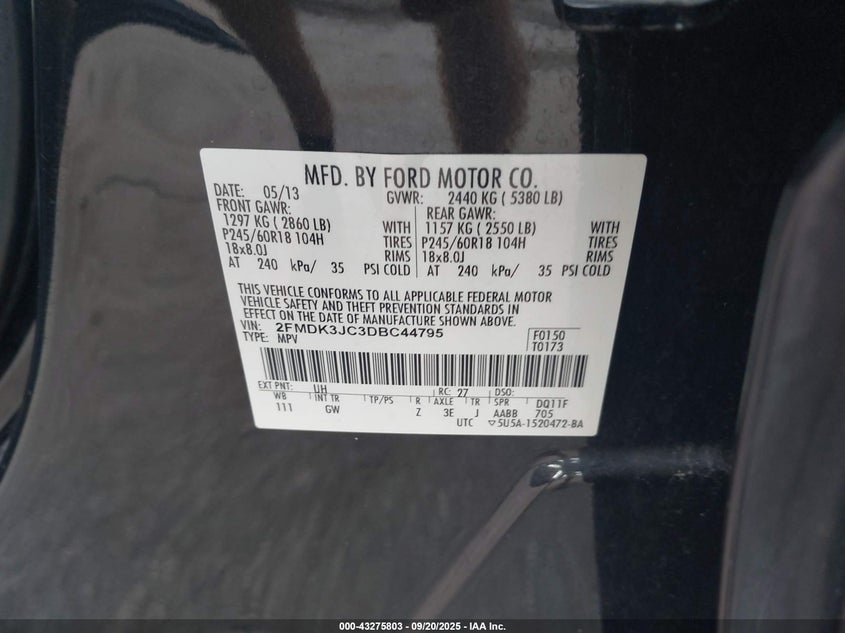 MFD. BY FORD MOTOR CO.
DATE: 05/13 GVWR: 2440 KG ( 5380 LB)
FRONT GAWR: REAR GAWR:
1297 KG ( 2860 LB) WITH 1157 KG ( 2550 LB) WITH
P245/60R18 104H TIRES P245/60R18 104H TIRES
18x8.0J RIMS 18x8.0J RIMS
AT 240 kPa/ 35 PSI COLD AT 240 kPa/ 35 PSI COLD
THIS VEHICLE CONFORMS TO ALL APPLICABLE FEDERAL MOTOR
VEHICLE SAFETY AND THEFT PREVENTION STANDARDS IN
EFFECT ON THE DATE OF MANUFACTURE SHOWN ABOVE.
VIN: 2FMDK3JC3DBC44795 F0150
TYPE: MPV T0173
EXT PNT: UH RC: 27 DSO:
WB INT TR TP/PS R AXLE TR SPR DQ11F
111 GW Z 3E J AABB 705
UTC ▽5U5A-1520472-BA
000-43275803 - 09/20/2025 - IAA Inc.